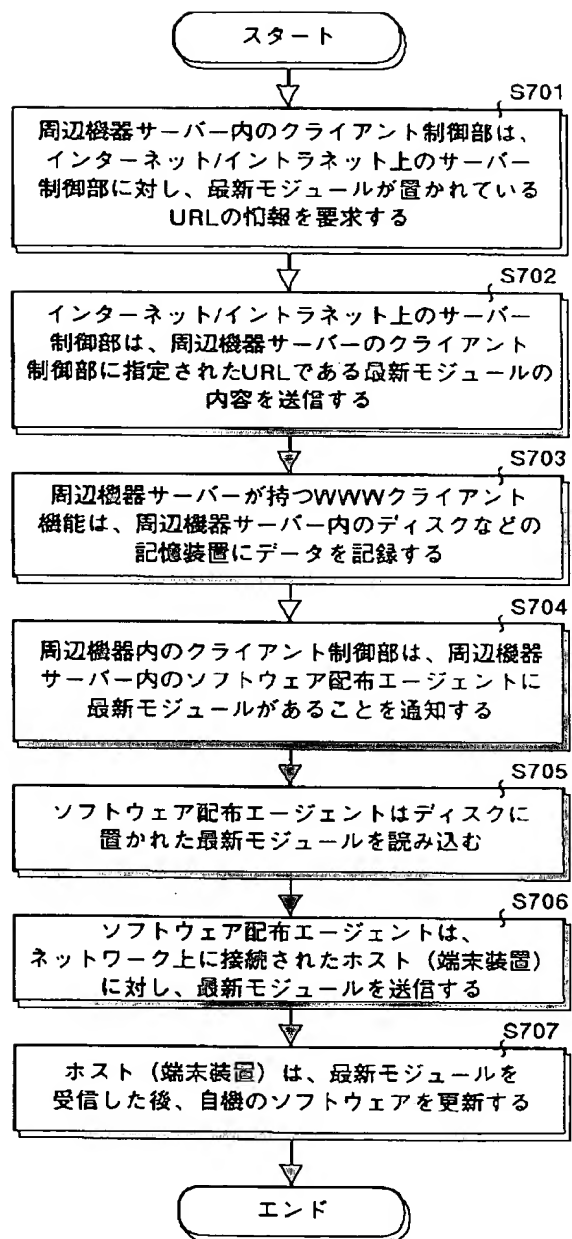 スタート
S701
周辺機器サーバー内のクライアント制御部は、
インターネット/イントラネット上のサーバー
制御部に対し、最新モジュールが置かれている
URLの情報を要求する
S702
インターネット/イントラネット上のサーバー
制御部は、周辺機器サーバーのクライアント
制御部に指定されたURLである最新モジュールの
内容を送信する
S703
周辺機器サーバーが持つWWWクライアント
機能は、周辺機器サーバー内のディスクなどの
記憶装置にデータを記録する
S704
周辺機器内のクライアント制御部は、周辺機器
サーバー内のソフトウェア配布エージェントに
最新モジュールがあることを通知する
S705
ソフトウェア配布エージェントはディスクに
置かれた最新モジュールを読み込む
S706
ソフトウェア配布エージェントは、
ネットワーク上に接続されたホスト（端末装置）
に対し、最新モジュールを送信する
S707
ホスト（端末装置）は、最新モジュールを
受信した後、自機のソフトウェアを更新する
エンド